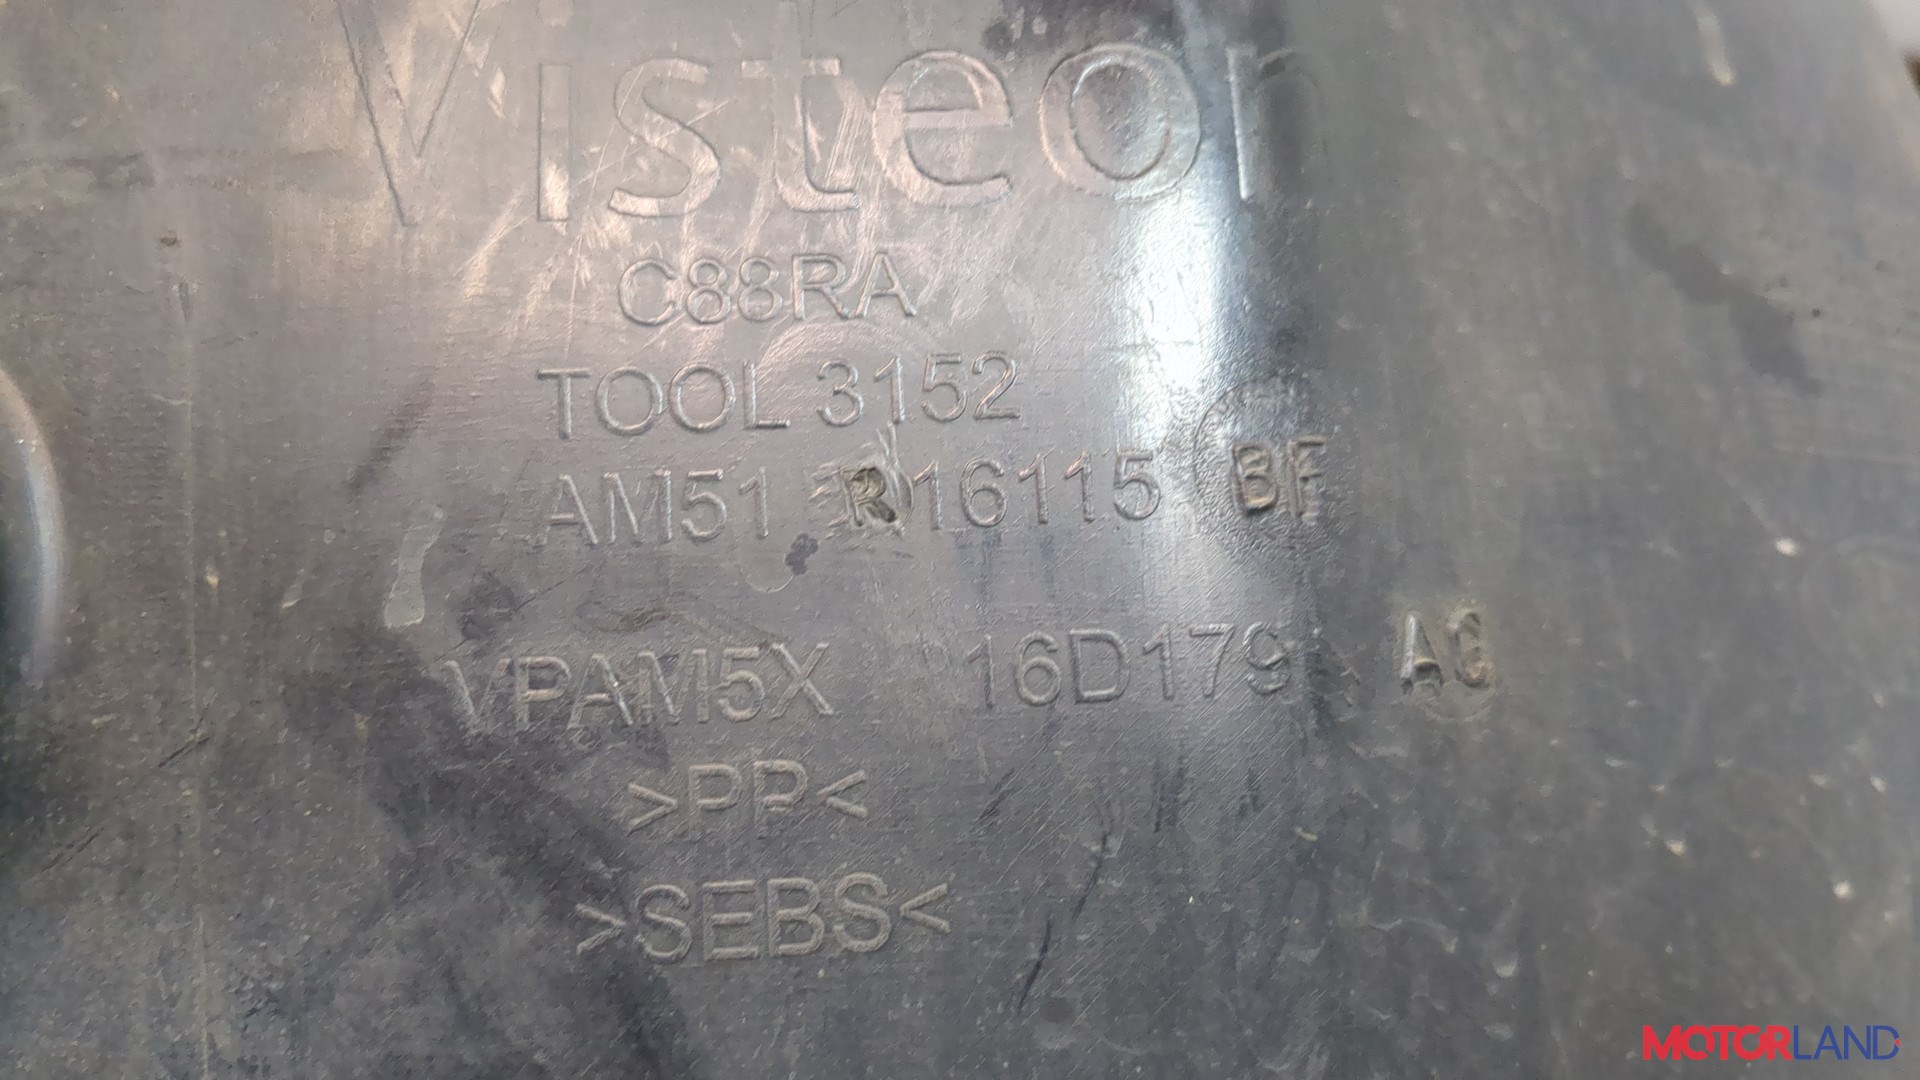 Visteon
C88RA
TOOL 3152
AM51 R16115 BF
VPAM5X 16D179 AC
>PP<
>SEBS<
MOTORLAND